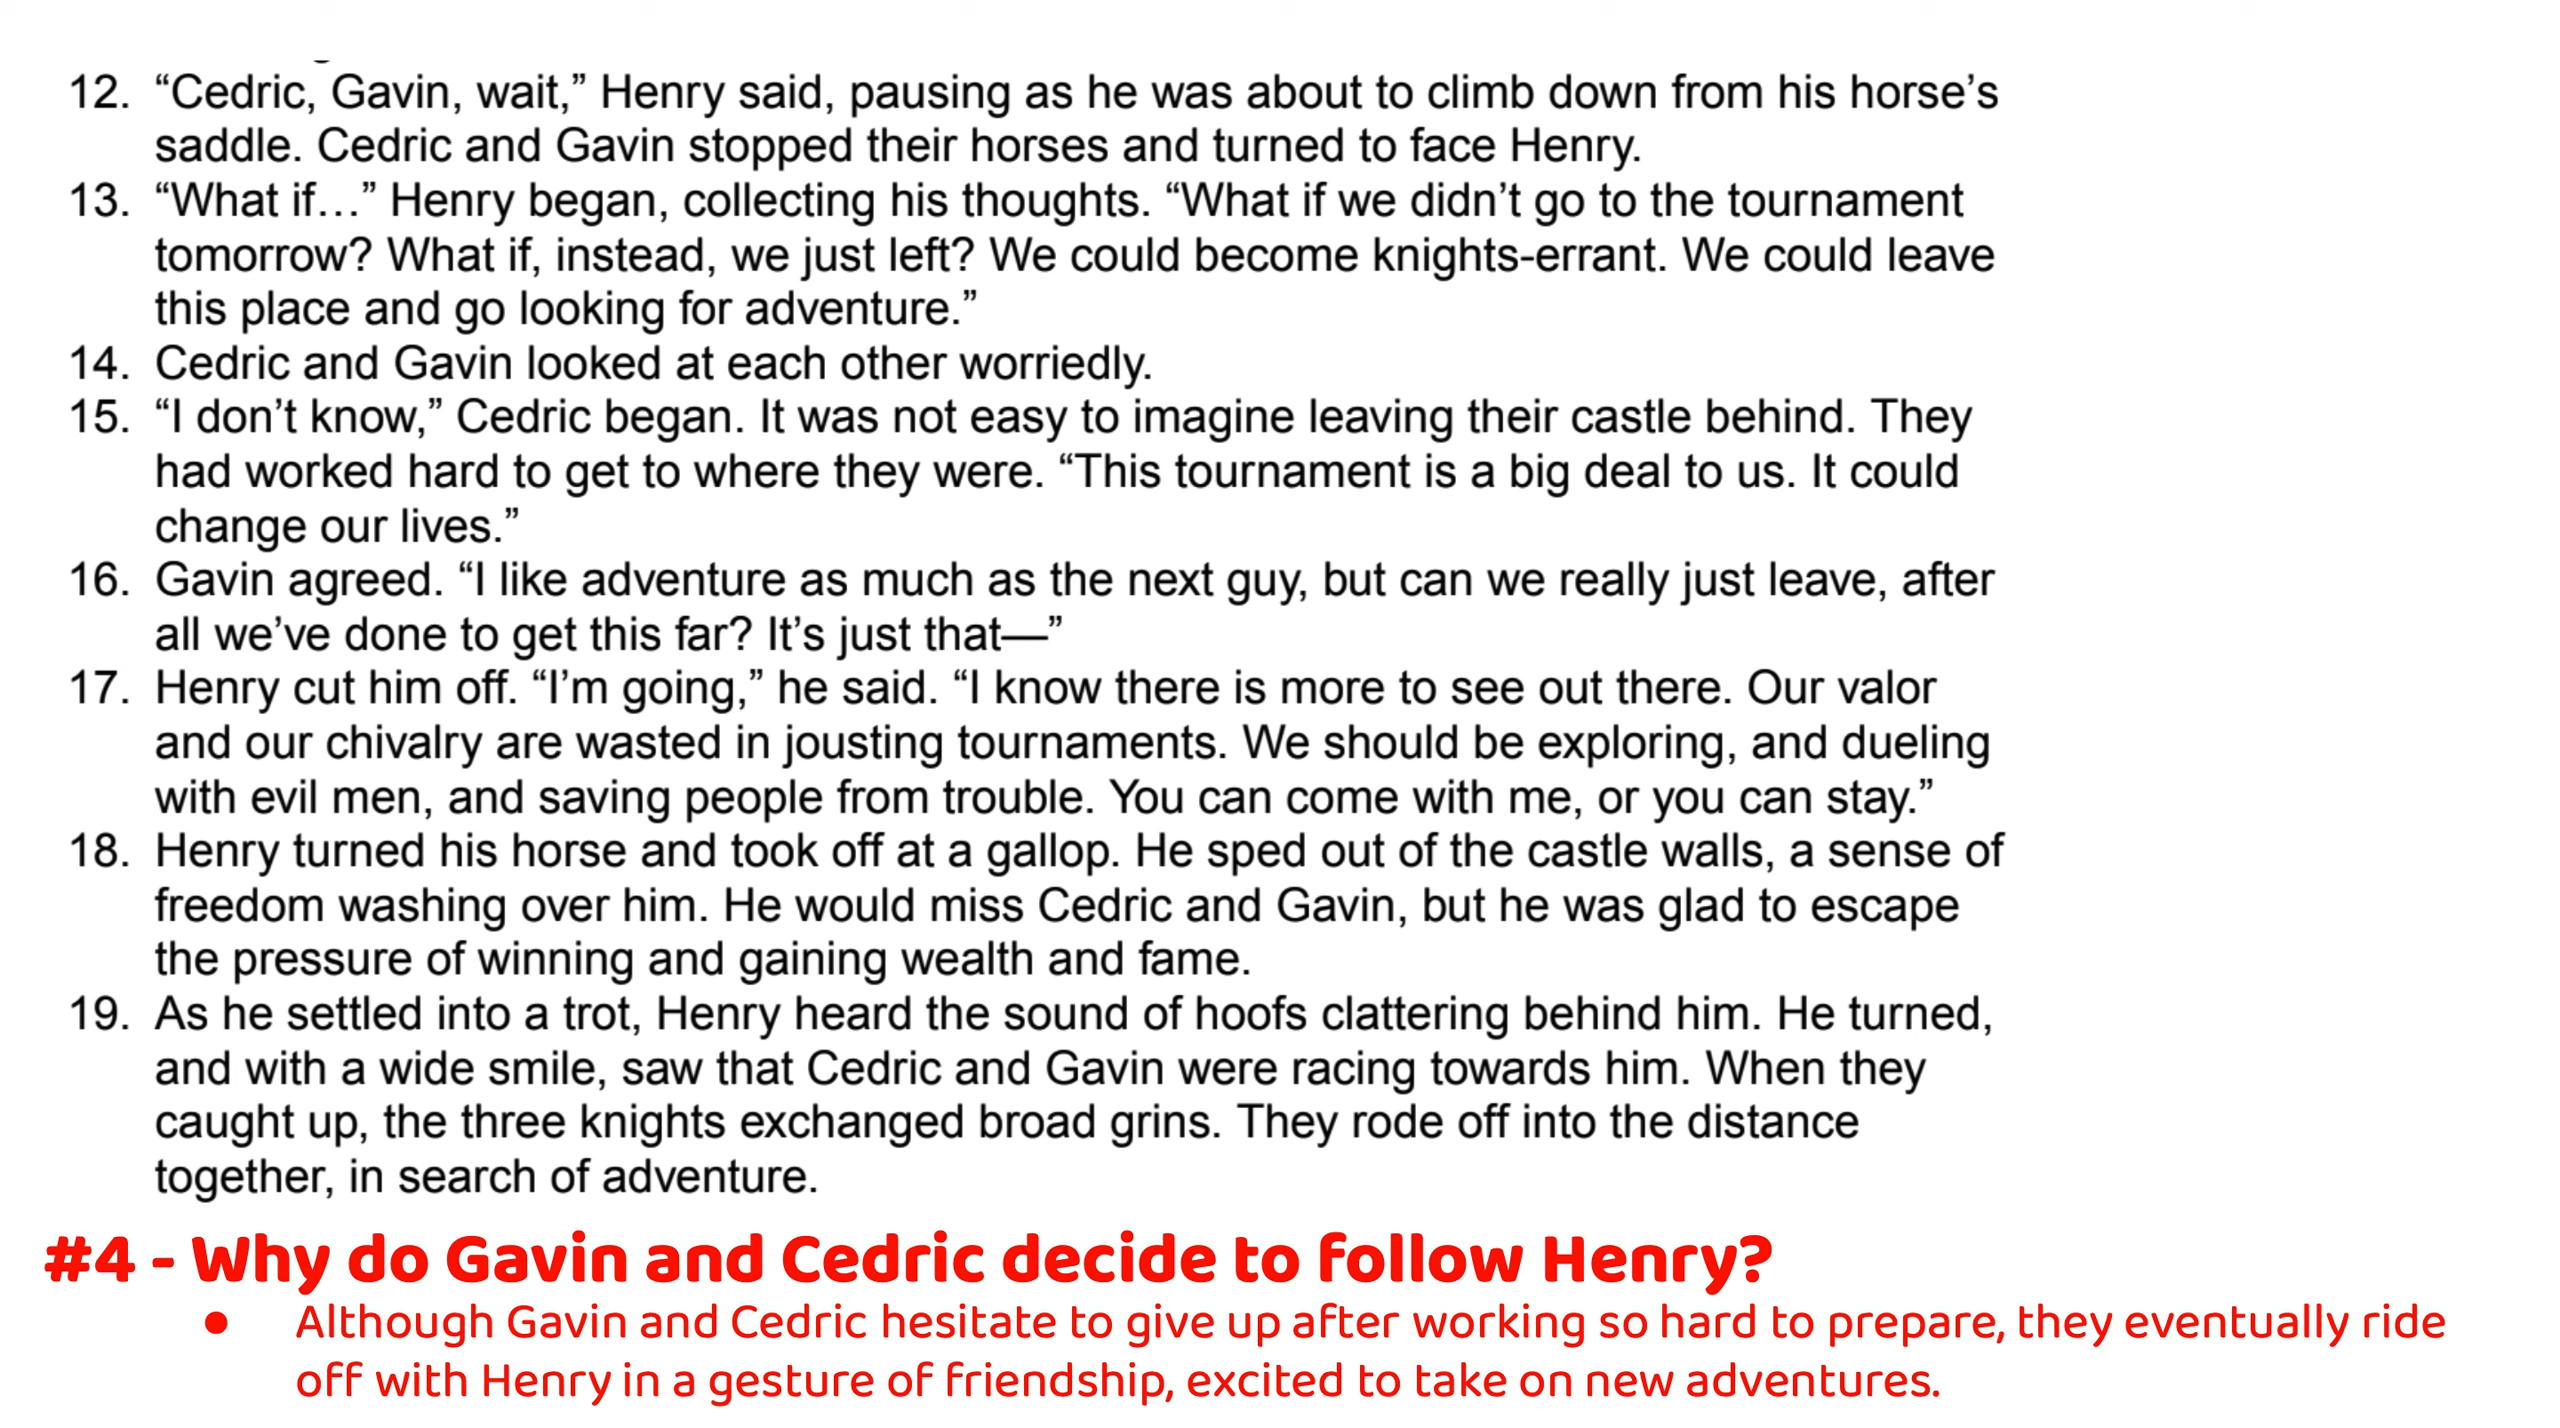 12. “Cedric, Gavin, wait,” Henry said, pausing as he was about to climb down from his horse’s
saddle. Cedric and Gavin stopped their horses and turned to face Henry.
13. “What if…” Henry began, collecting his thoughts. “What if we didn’t go to the tournament
tomorrow? What if, instead, we just left? We could become knights-errant. We could leave
this place and go looking for adventure.”
14. Cedric and Gavin looked at each other worriedly.
15. “I don’t know,” Cedric began. It was not easy to imagine leaving their castle behind. They
had worked hard to get to where they were. “This tournament is a big deal to us. It could
change our lives.”
16. Gavin agreed. “I like adventure as much as the next guy, but can we really just leave, after
all we’ve done to get this far? It’s just that—”
17. Henry cut him off. “I’m going,” he said. “I know there is more to see out there. Our valor
and our chivalry are wasted in jousting tournaments. We should be exploring, and dueling
with evil men, and saving people from trouble. You can come with me, or you can stay.”
18. Henry turned his horse and took off at a gallop. He sped out of the castle walls, a sense of
freedom washing over him. He would miss Cedric and Gavin, but he was glad to escape
the pressure of winning and gaining wealth and fame.
19. As he settled into a trot, Henry heard the sound of hoofs clattering behind him. He turned,
and with a wide smile, saw that Cedric and Gavin were racing towards him. When they
caught up, the three knights exchanged broad grins. They rode off into the distance
together, in search of adventure.
#4 - Why do Gavin and Cedric decide to follow Henry?
● Although Gavin and Cedric hesitate to give up after working so hard to prepare, they eventually ride
off with Henry in a gesture of friendship, excited to take on new adventures.